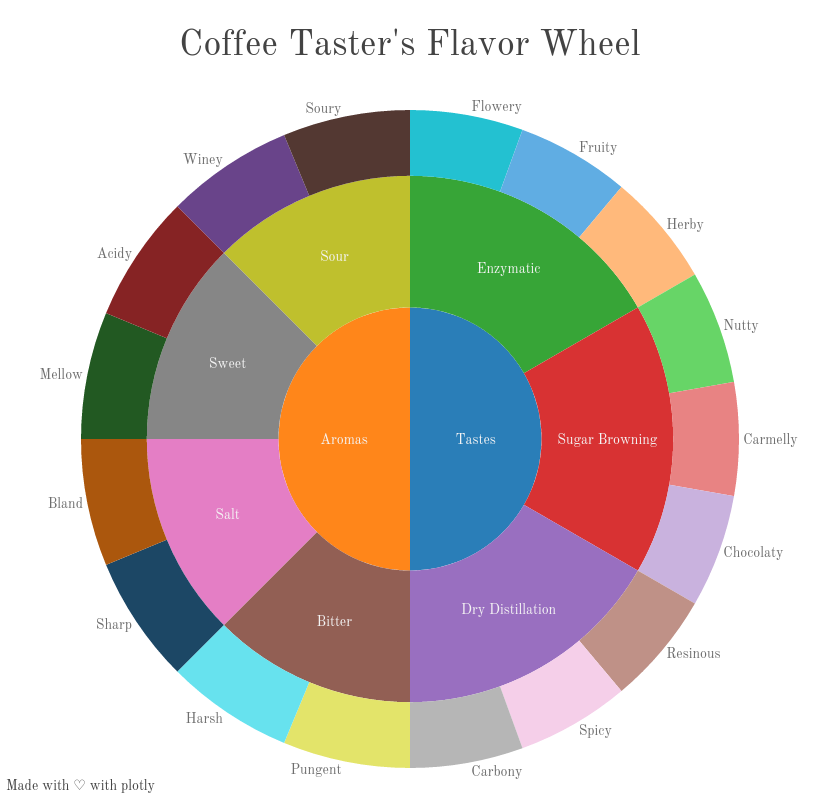 Coffee Taster's Flavor Wheel
Soury
Flowery
Winey
Fruity
Acidy
Herby
Sour
Enzymatic
Nutty
Mellow
Sweet
Aromas
Tastes
Sugar Browning
Carmelly
Bland
Salt
Chocolaty
Sharp
Bitter
Dry Distillation
Resinous
Harsh
Spicy
Pungent
Carbony
Made with ♡ with plotly